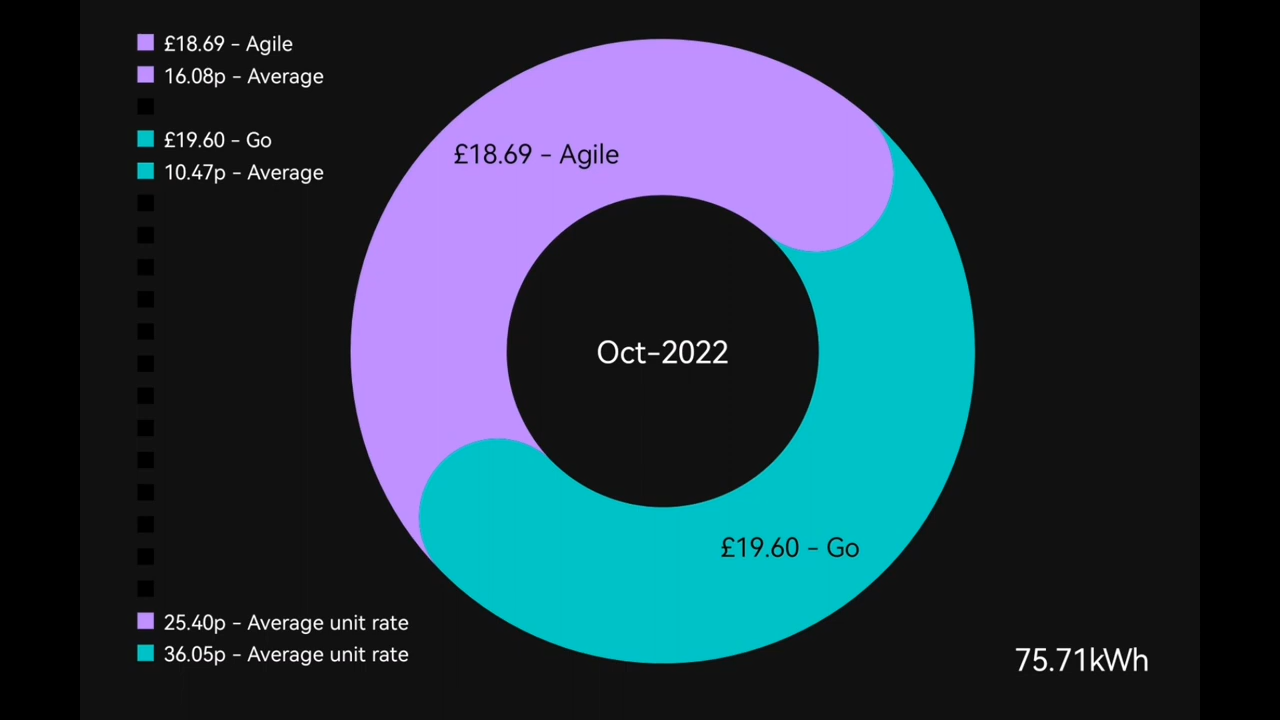 £18.69 - Agile
16.08p - Average
£19.60 - Go
10.47p - Average
£18.69 - Agile
Oct-2022
£19.60 - Go
25.40p - Average unit rate
36.05p - Average unit rate
75.71kWh